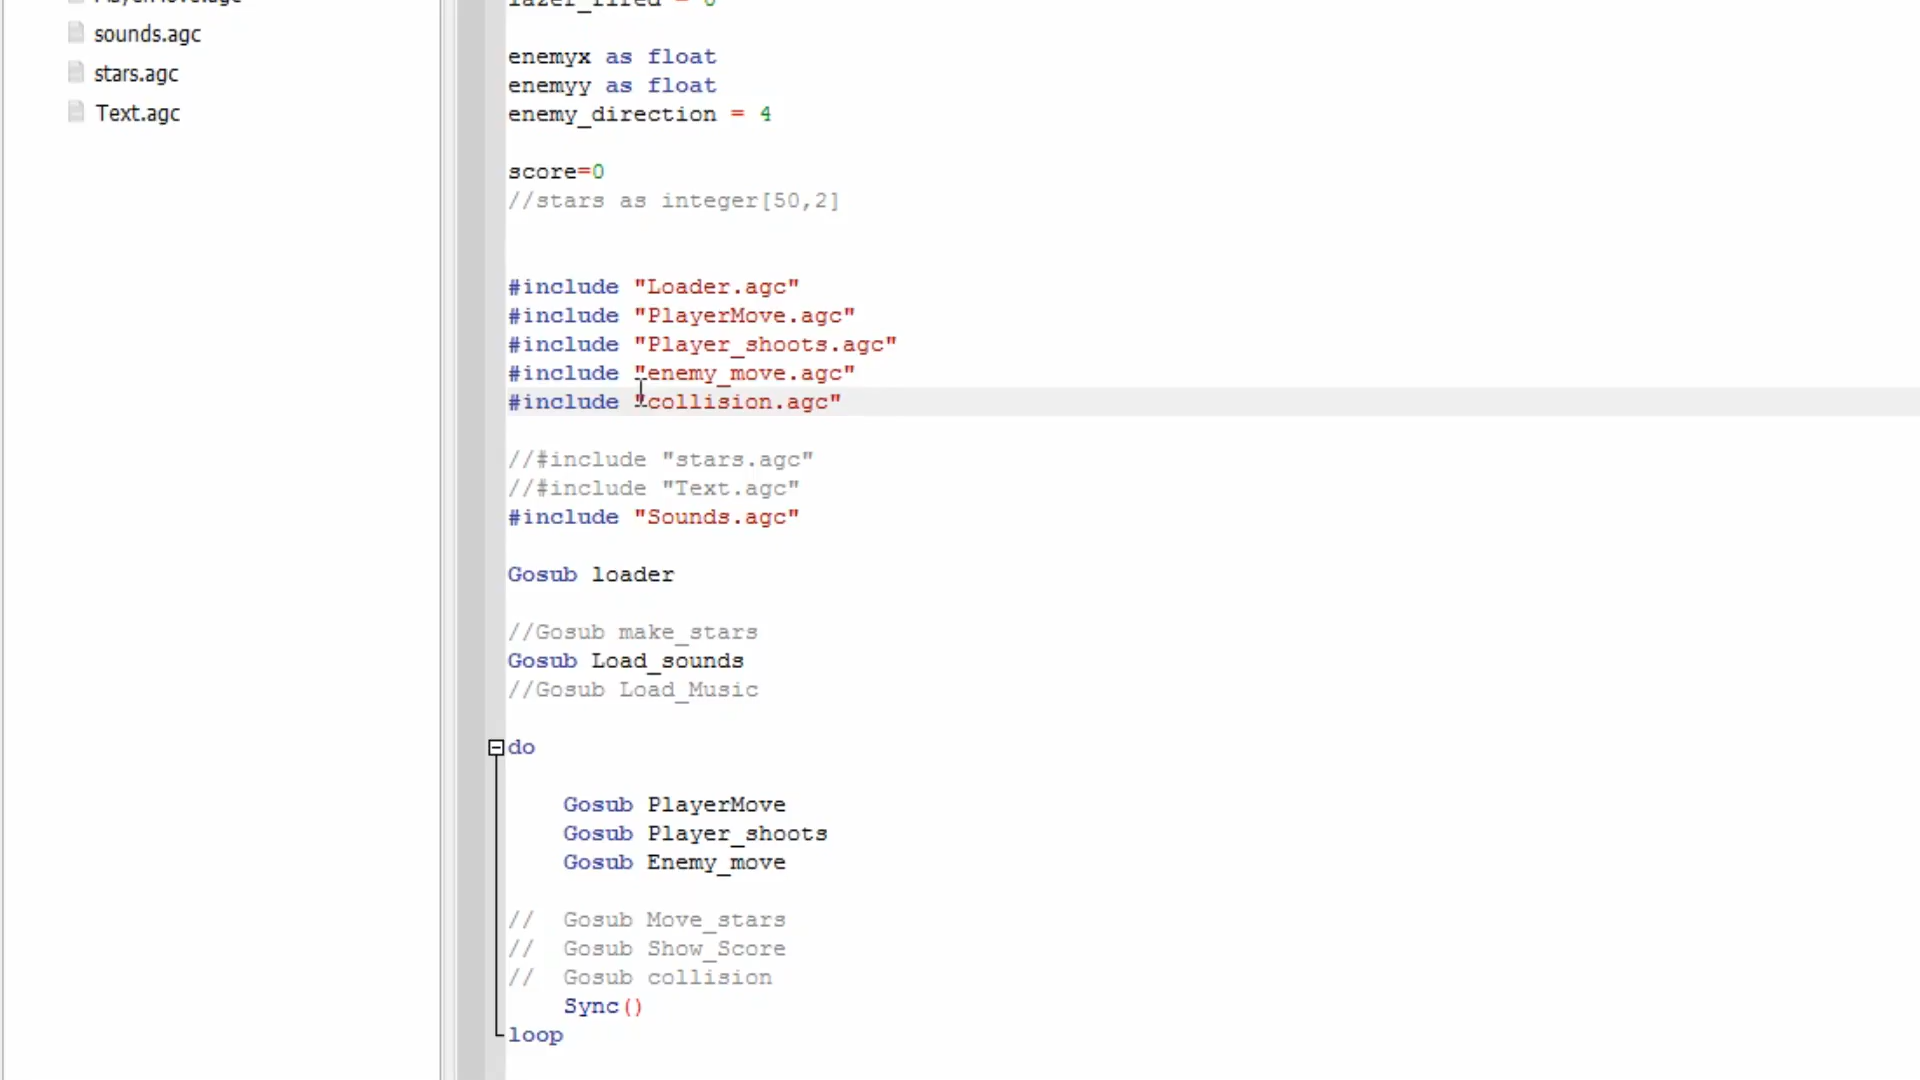 sounds.agc
stars.agc
Text.agc
lazer_fired = 0
enemyx as float
enemyy as float
enemy_direction = 4
score=0
//stars as integer[50,2]
#include "Loader.agc"
#include "PlayerMove.agc"
#include "Player_shoots.agc"
#include "enemy_move.agc"
#include "collision.agc"
//#include "stars.agc"
//#include "Text.agc"
#include "Sounds.agc"
Gosub loader
//Gosub make_stars
Gosub Load_sounds
//Gosub Load_Music
do
Gosub PlayerMove
Gosub Player_shoots
Gosub Enemy_move
//  Gosub Move_stars
//  Gosub Show_Score
//  Gosub collision
Sync()
loop